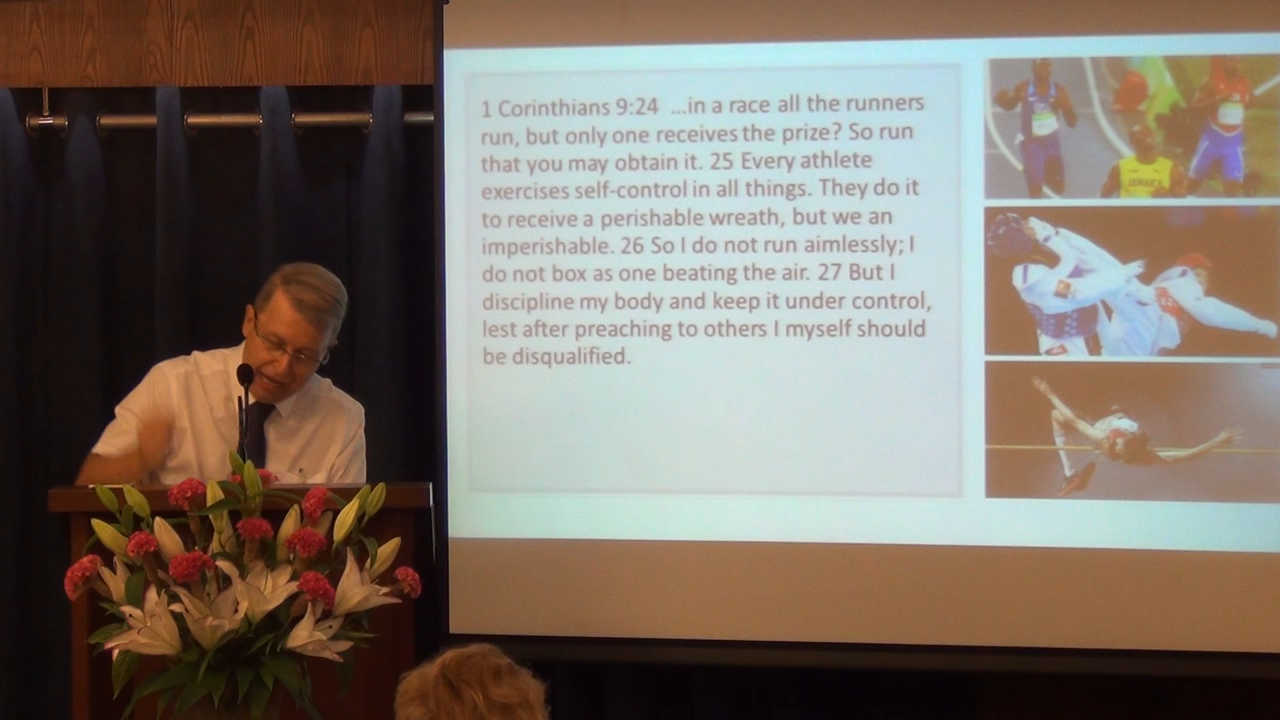 1 Corinthians 9:24 ...in a race all the runners
run, but only one receives the prize? So run
that you may obtain it. 25 Every athlete
exercises self-control in all things. They do it
to receive a perishable wreath, but we an
imperishable. 26 So I do not run aimlessly; I
do not box as one beating the air. 27 But I
discipline my body and keep it under control,
lest after preaching to others I myself should
be disqualified.
JAMAICA